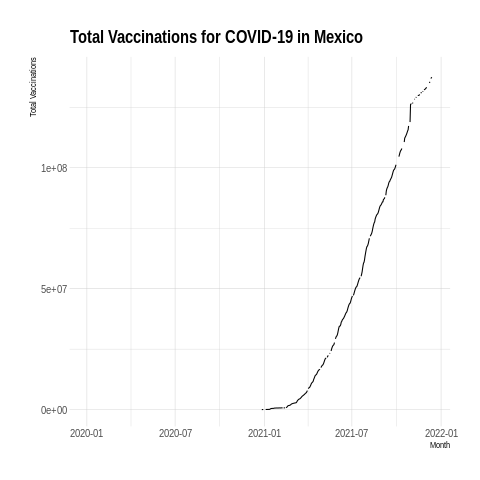 Total Vaccinations for COVID-19 in Mexico
Total Vaccinations
1e+08
5e+07
0e+00
2020-01 2020-07 2021-01 2021-07 2022-01
Month